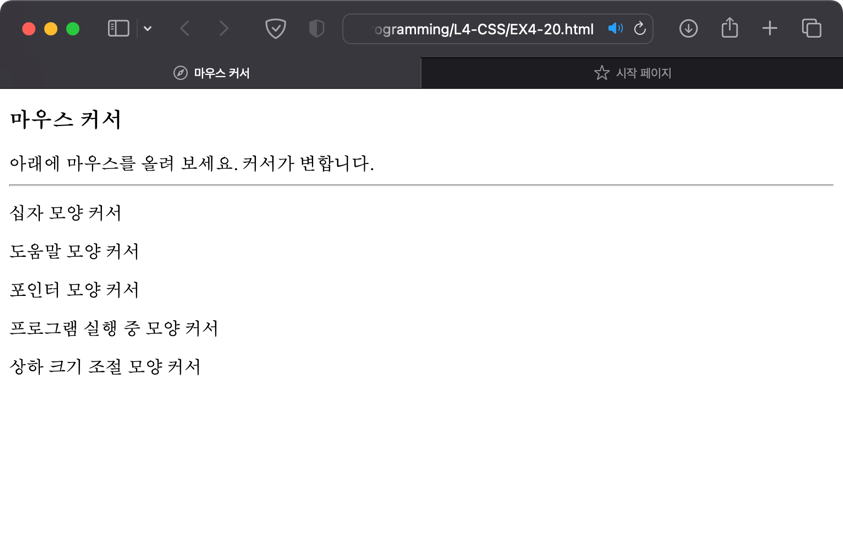 ogramming/L4-CSS/EX4-20.html
마우스 커서
시작 페이지
마우스 커서
아래에 마우스를 올려 보세요. 커서가 변합니다.
십자 모양 커서
도움말 모양 커서
포인터 모양 커서
프로그램 실행 중 모양 커서
상하 크기 조절 모양 커서